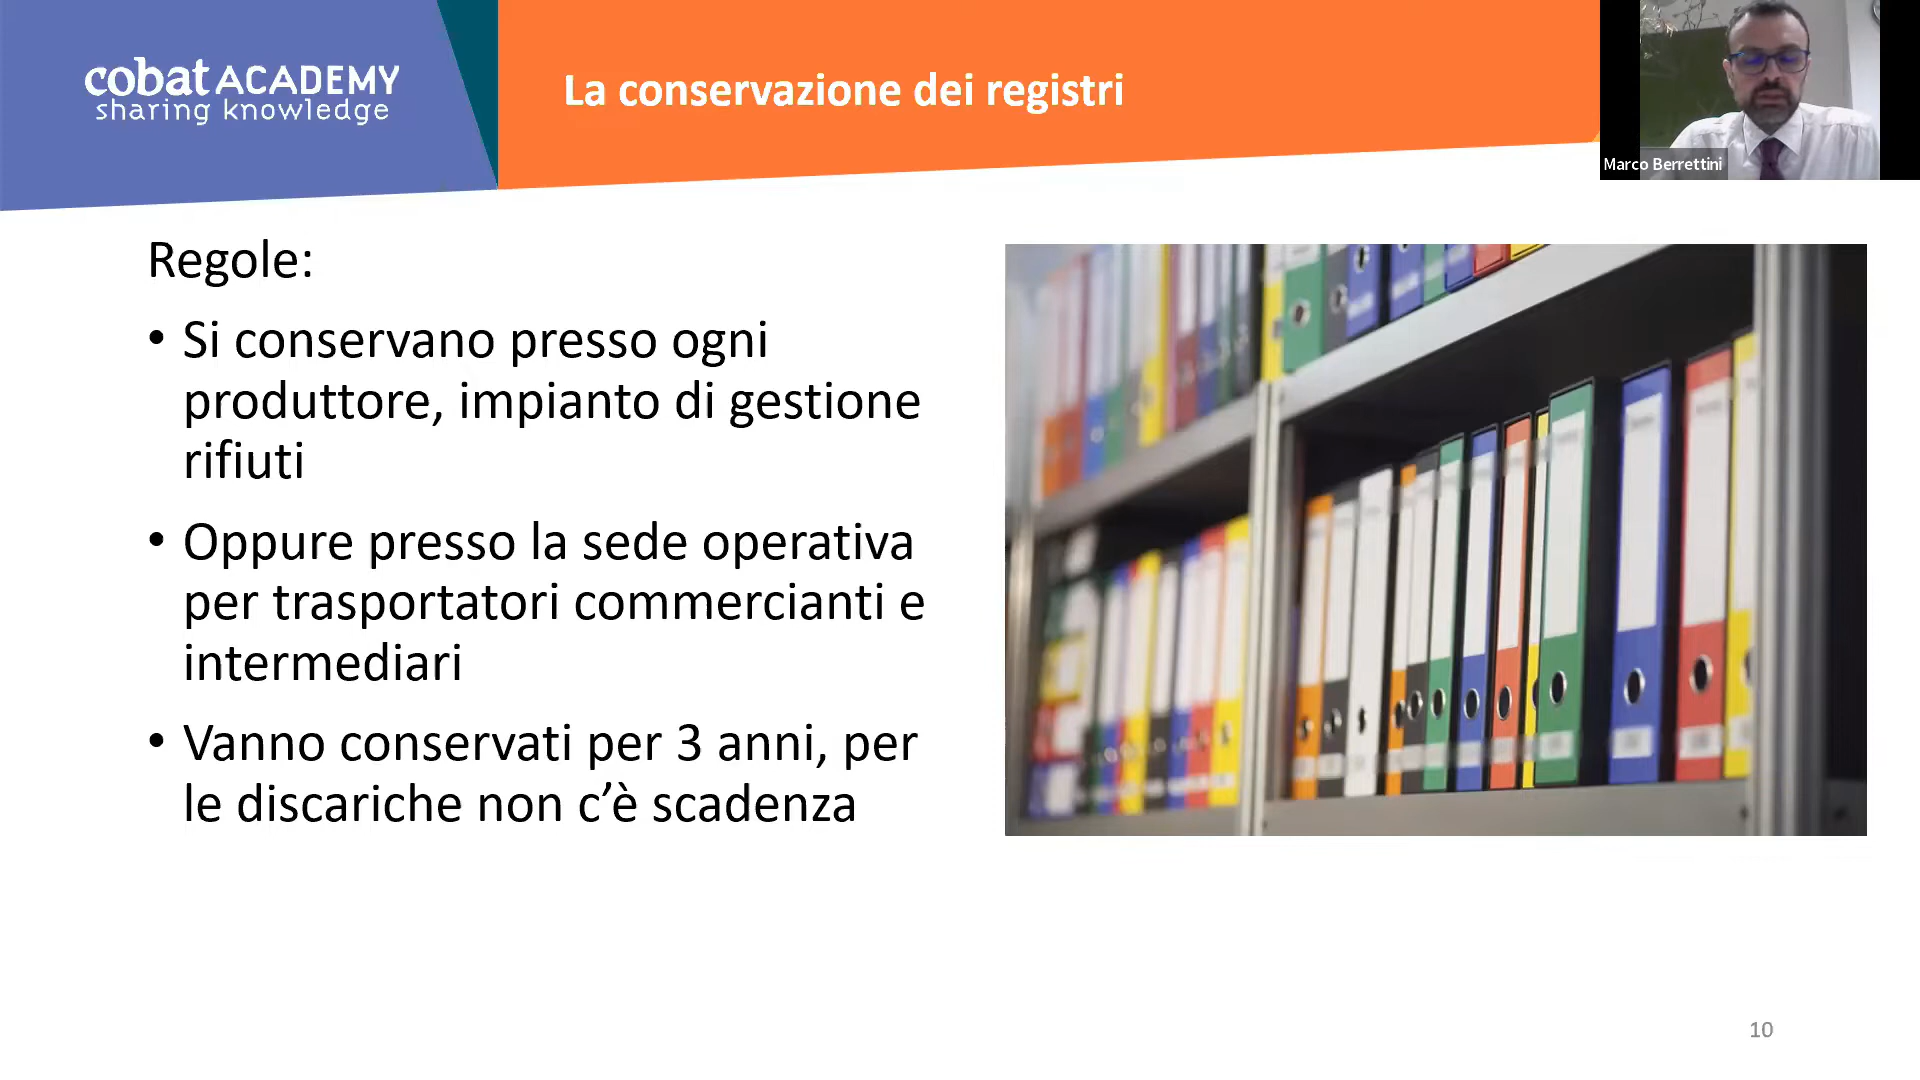 cobat ACADEMY
sharing knowledge
La conservazione dei registri
Marco Berrettini
Regole:
• Si conservano presso ogni
produttore, impianto di gestione
rifiuti
• Oppure presso la sede operativa
per trasportatori commercianti e
intermediari
• Vanno conservati per 3 anni, per
le discariche non c’è scadenza
10